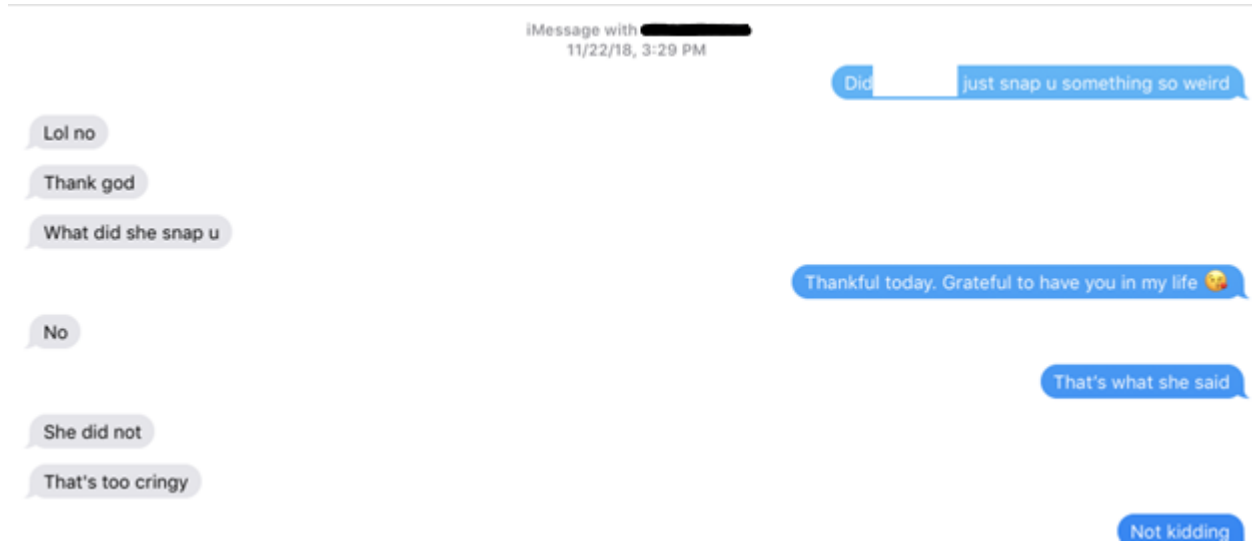 iMessage with
11/22/18, 3:29 PM
Did just snap u something so weird
Lol no
Thank god
What did she snap u
Thankful today. Grateful to have you in my life 😘
No
That's what she said
She did not
That's too cringy
Not kidding